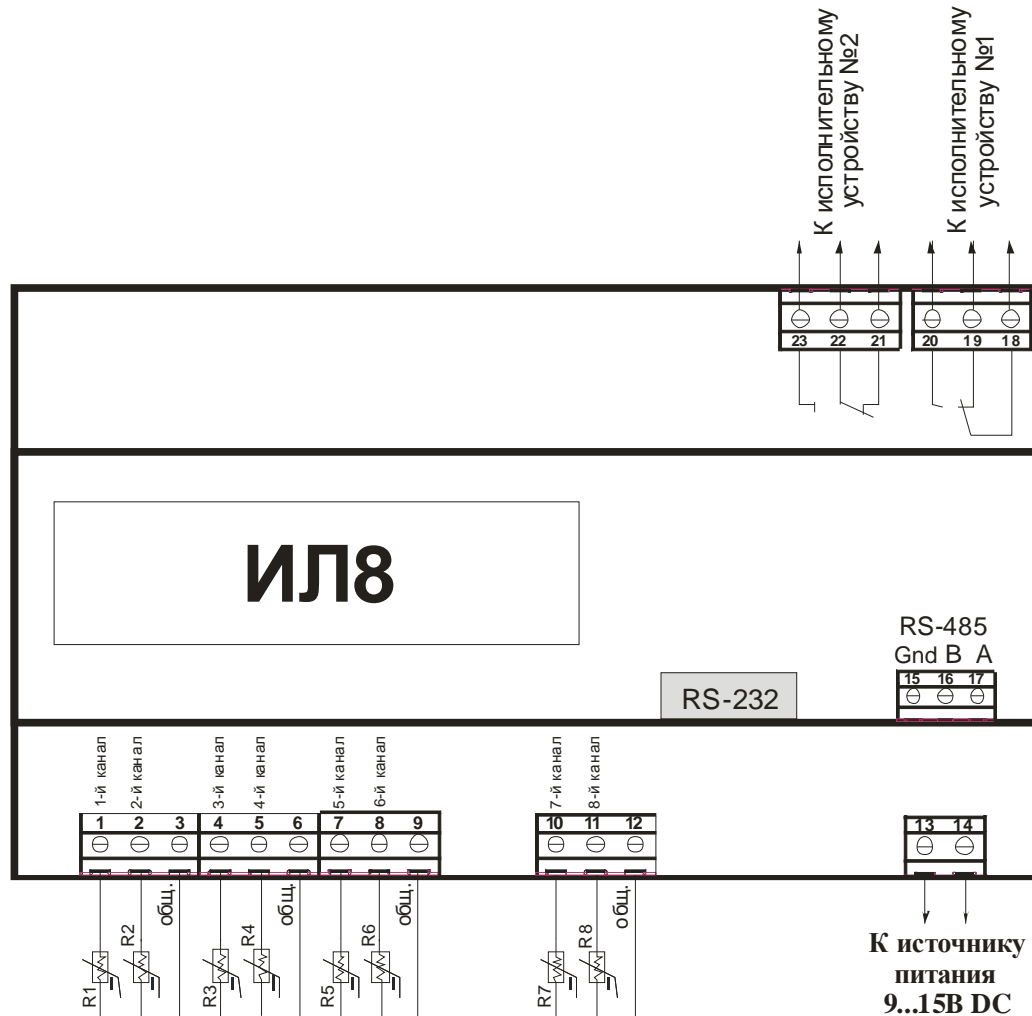 К исполнительному
устройству №2
К исполнительному
устройству №1
23 22 21 20 19 18
ИЛ8
RS-485
Gnd B A
15 16 17
RS-232
1-й канал
2-й канал
3-й канал
4-й канал
5-й канал
6-й канал
7-й канал
8-й канал
1 2 3 4 5 6 7 8 9 10 11 12 13 14
общ.
общ.
общ.
общ.
R1
R2
R3
R4
R5
R6
R7
R8
К источнику
питания
9...15В DC